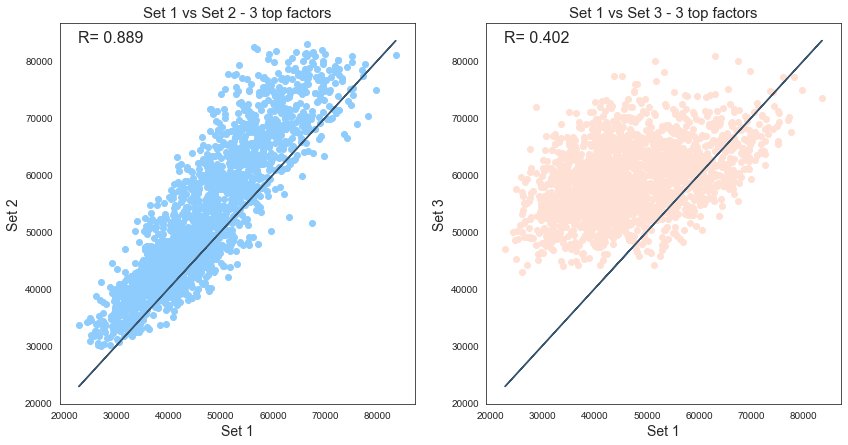 Set 1 vs Set 2 - 3 top factors
R= 0.889
80000
70000
60000
50000
40000
30000
20000
Set 2
20000 30000 40000 50000 60000 70000 80000
Set 1
Set 1 vs Set 3 - 3 top factors
R= 0.402
80000
70000
60000
50000
40000
30000
20000
Set 3
20000 30000 40000 50000 60000 70000 80000
Set 1